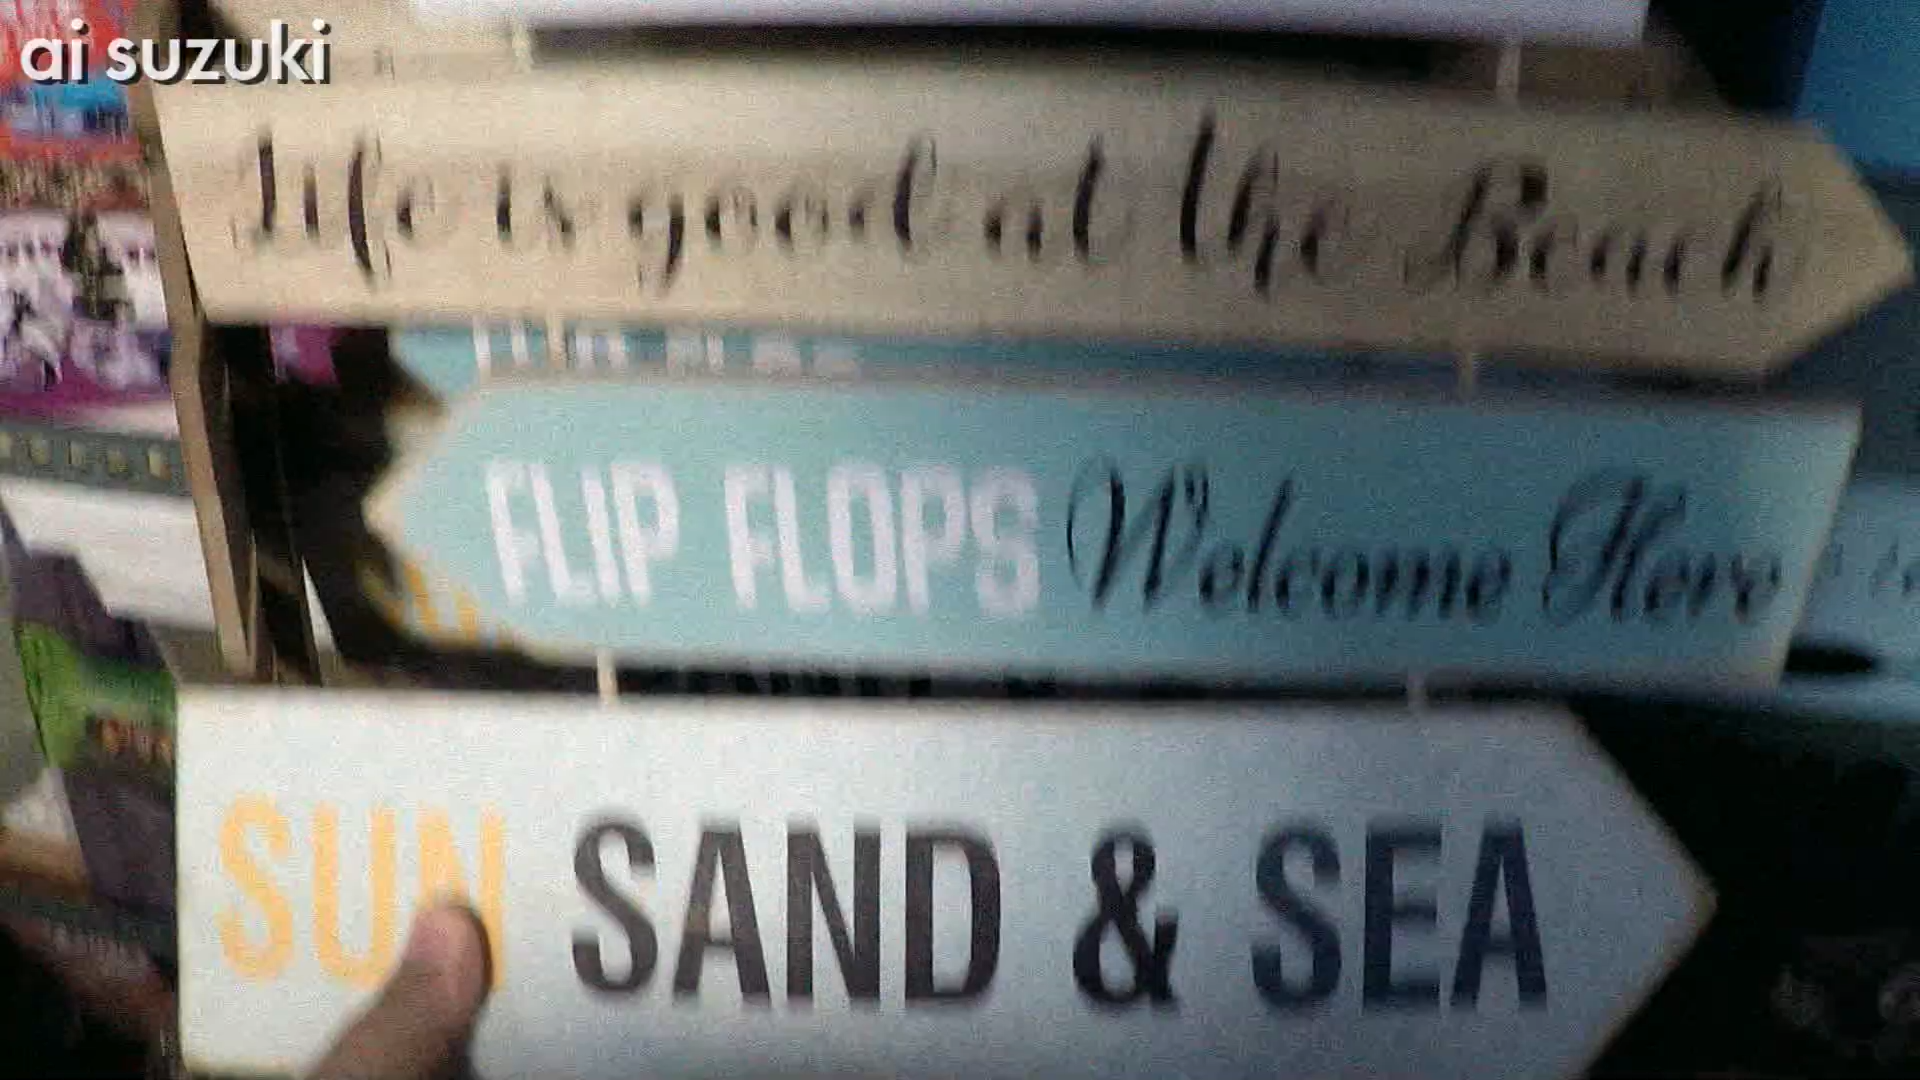 ai suzuki
Life is good at the Beach
FLIP FLOPS Welcome Here
SUN SAND & SEA